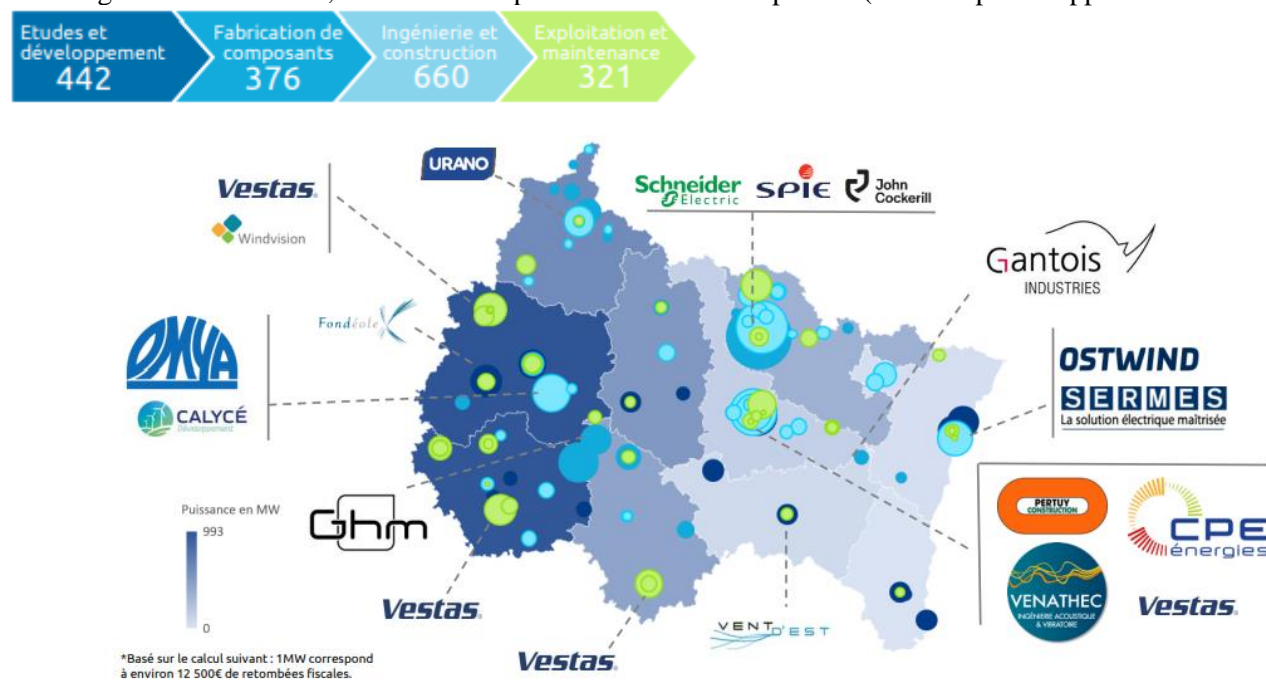 Etudes et
développement
442
Fabrication de
composants
376
Ingénierie et
construction
660
Exploitation et
maintenance
321
URANO
Vestas
Windvision
Schneider
Electric
SPIE
John
Cockerill
Gantois
INDUSTRIES
Fondéole
OMYA
CALYCÉ
Développement
OSTWIND
SERMES
La solution électrique maîtrisée
Puissance en MW
993
0
Ghm
Vestas
PERTUY
CONSTRUCTION
CPE
énergies
VENATHEC
INGÉNIERIE ACOUSTIQUE
& VIBRATOIRE
Vestas
VENT
D'EST
Vestas
*Basé sur le calcul suivant : 1MW correspond
à environ 12 500€ de retombées fiscales.